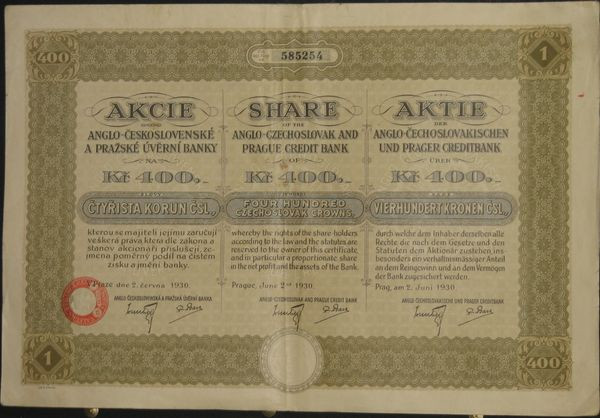 400
585254
1
AKCIE
ANGLO-ČESKOSLOVENSKÉ
A PRAŽSKÉ ÚVĚRNÍ BANKY
NA
Kč 400,-
ČTYŘISTA KORUN ČSL.,
kterou se majiteli jejímu zaručují
veškerá práva která dle zákona a
stanov akcionáři příslušejí, ze-
jmena poměrný podíl na čistém
zisku a jmění banky.
V Praze dne 2. června 1930.
ANGLO-ČESKOSLOVENSKÁ A PRAŽSKÁ ÚVĚRNÍ BANKA
SHARE
OF THE
ANGLO-CZECHOSLOVAK AND
PRAGUE CREDIT BANK
OF
Kč 400,-
FOUR HUNDRED
CZECHOSLOVAK CROWNS,
whereby the rights of the share-holders
according to the law and the statutes are
reserved to the owner of this certificate,
and in particular a proportionate share
in the net profit and the assets of the Bank.
Prague, June 2nd 1930.
ANGLO-CZECHOSLOVAK AND PRAGUE CREDIT BANK
AKTIE
DER
ANGLO-ČECHOSLOVAKISCHEN
UND PRAGER CREDITBANK
ÜBER
Kč 400,-
VIERHUNDERT KRONEN ČSL.,
durch welche dem Inhaber derselben alle
Rechte die nach dem Gesetze und den
Statuten dem Aktionär zustehen, ins-
besonders ein verhältnismässiger Anteil
an dem Reingewinn und an dem Vermögen
der Bank zugesichert werden.
Prag, am 2. Juni 1930.
ANGLO-ČECHOSLOVAKISCHE UND PRAGER CREDITBANK
1
400